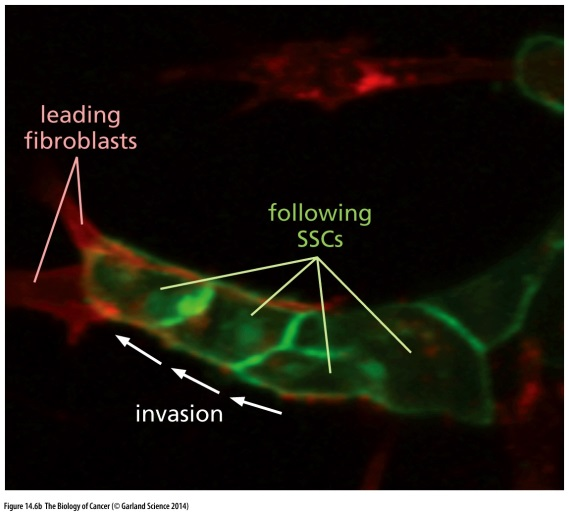 leading
fibroblasts
following
SSCs
invasion
Figure 14.6b The Biology of Cancer (© Garland Science 2014)